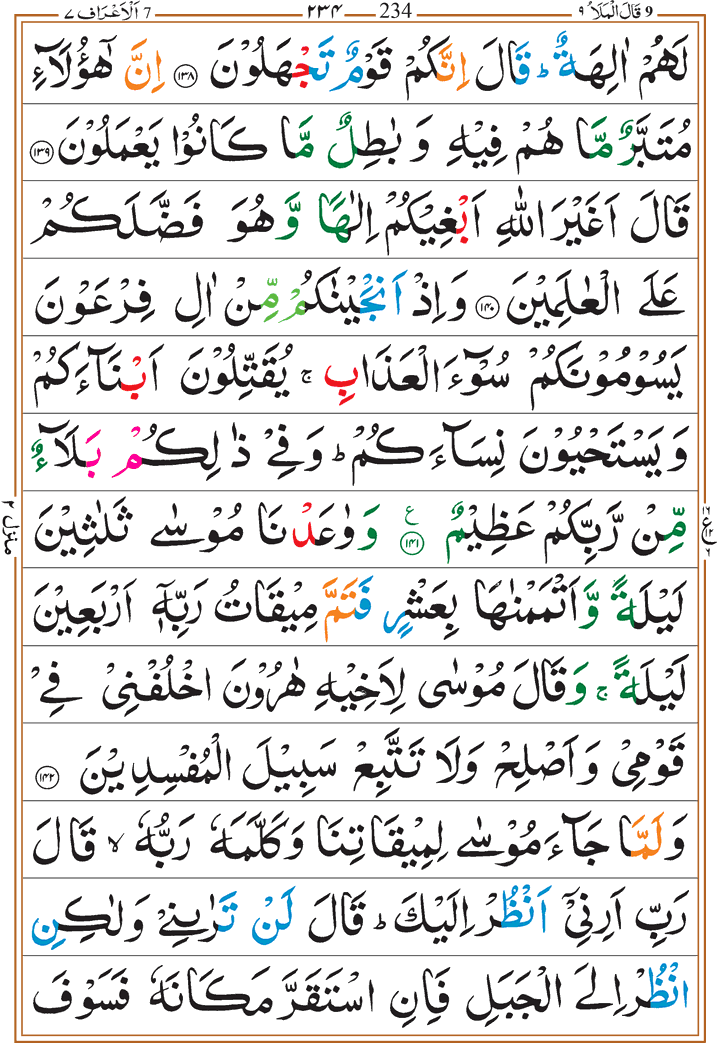 9 قَالَ الْمَلَاُ ۹ 234 ۲۳۴ 7 اَلْاَعْرَاف ۷
لَهُمْ اٰلِهَةٌ ؕ قَالَ اِنَّكُمْ قَوْمٌ تَجْهَلُوْنَ ﴿۱۳۸﴾ اِنَّ هٰۤؤُلَآءِ
مُتَبَّرٌ مَّا هُمْ فِیْهِ وَ بٰطِلٌ مَّا كَانُوْا یَعْمَلُوْنَ ﴿۱۳۹﴾
قَالَ اَغَیْرَ اللّٰهِ اَبْغِیْكُمْ اِلٰهًا وَّ هُوَ فَضَّلَكُمْ
عَلَی الْعٰلَمِیْنَ ﴿۱۴۰﴾ وَ اِذْ اَنْجَیْنٰكُمْ مِّنْ اٰلِ فِرْعَوْنَ
یَسُوْمُوْنَكُمْ سُوْٓءَ الْعَذَابِ ۚ یُقَتِّلُوْنَ اَبْنَآءَكُمْ
وَ یَسْتَحْیُوْنَ نِسَآءَكُمْ ؕ وَ فِیْ ذٰلِكُمْ بَلَآءٌ
مِّنْ رَّبِّكُمْ عَظِیْمٌ ﴿۱۴۱﴾ ع وَ وٰعَدْنَا مُوْسٰی ثَلٰثِیْنَ
لَیْلَةً وَّ اَتْمَمْنٰهَا بِعَشْرٍ فَتَمَّ مِیْقَاتُ رَبِّهٖۤ اَرْبَعِیْنَ
لَیْلَةً ۚ وَ قَالَ مُوْسٰی لِاَخِیْهِ هٰرُوْنَ اخْلُفْنِیْ فِیْ
قَوْمِیْ وَ اَصْلِحْ وَ لَا تَتَّبِعْ سَبِیْلَ الْمُفْسِدِیْنَ ﴿۱۴۲﴾
وَ لَمَّا جَآءَ مُوْسٰی لِمِیْقَاتِنَا وَ كَلَّمَهٗ رَبُّهٗ ۙ قَالَ
رَبِّ اَرِنِیْۤ اَنْظُرْ اِلَیْكَ ؕ قَالَ لَنْ تَرٰىنِیْ وَ لٰكِنِ
انْظُرْ اِلَی الْجَبَلِ فَاِنِ اسْتَقَرَّ مَكَانَهٗ فَسَوْفَ
منزل ۲